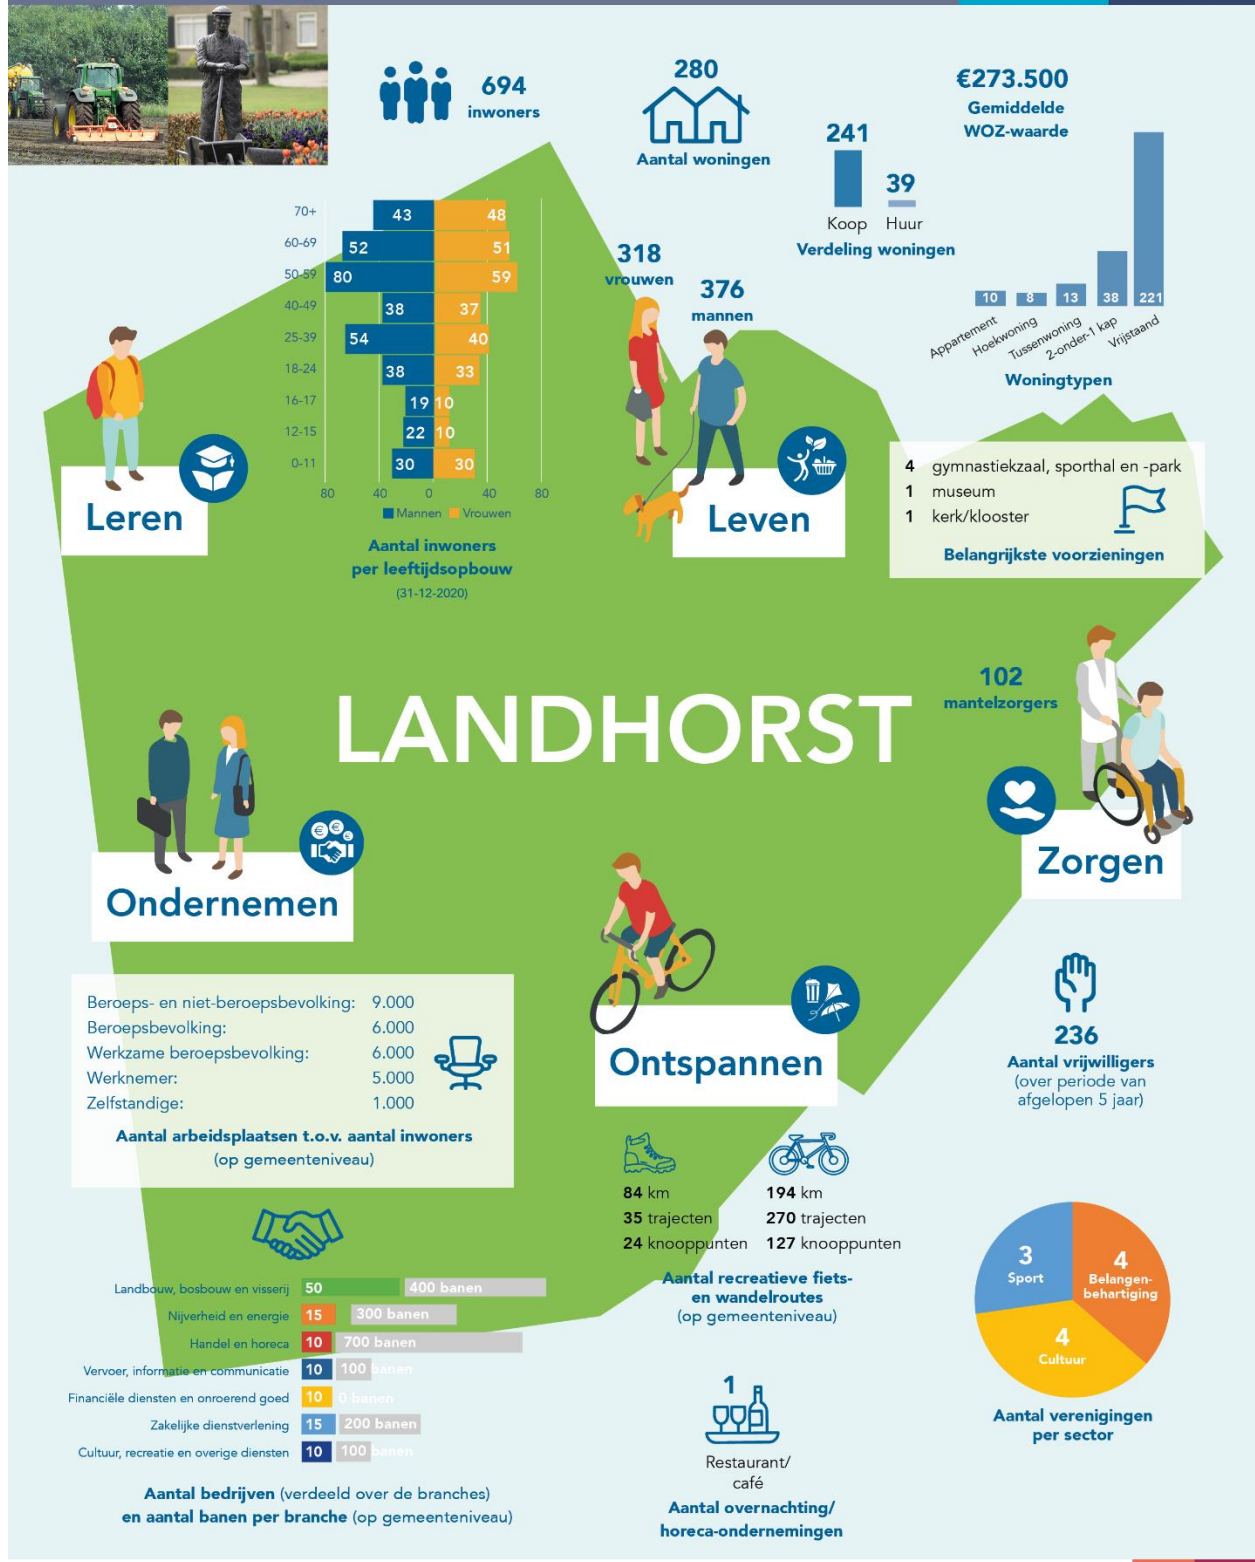 694
inwoners
280
Aantal woningen
241
39
Koop Huur
Verdeling woningen
€273.500
Gemiddelde
WOZ-waarde
10 8 13 38 221
Appartement
Hoekwoning
Tussenwoning
2-onder-1 kap
Vrijstaand
Woningtypen
70+ 43 48
60-69 52 51
50-59 80 59
40-49 38 37
25-39 54 40
18-24 38 33
16-17 19 10
12-15 22 10
0-11 30 30
80 40 0 40 80
Mannen Vrouwen
Aantal inwoners
per leeftijdsopbouw
(31-12-2020)
318
vrouwen
376
mannen
Leren
Leven
4 gymnastiekzaal, sporthal en -park
1 museum
1 kerk/klooster
Belangrijkste voorzieningen
LANDHORST
102
mantelzorgers
Zorgen
Ondernemen
Beroeps- en niet-beroepsbevolking: 9.000
Beroepsbevolking: 6.000
Werkzame beroepsbevolking: 6.000
Werknemer: 5.000
Zelfstandige: 1.000
Aantal arbeidsplaatsen t.o.v. aantal inwoners
(op gemeenteniveau)
Ontspannen
84 km
35 trajecten
24 knooppunten
194 km
270 trajecten
127 knooppunten
Aantal recreatieve fiets-
en wandelroutes
(op gemeenteniveau)
236
Aantal vrijwilligers
(over periode van
afgelopen 5 jaar)
Landbouw, bosbouw en visserij 50 400 banen
Nijverheid en energie 15 300 banen
Handel en horeca 10 700 banen
Vervoer, informatie en communicatie 10 100 banen
Financiële diensten en onroerend goed 10 0 banen
Zakelijke dienstverlening 15 200 banen
Cultuur, recreatie en overige diensten 10 100 banen
Aantal bedrijven (verdeeld over de branches)
en aantal banen per branche (op gemeenteniveau)
1
Restaurant/
café
Aantal overnachting/
horeca-ondernemingen
3
Sport
4
Belangen-
behartiging
4
Cultuur
Aantal verenigingen
per sector